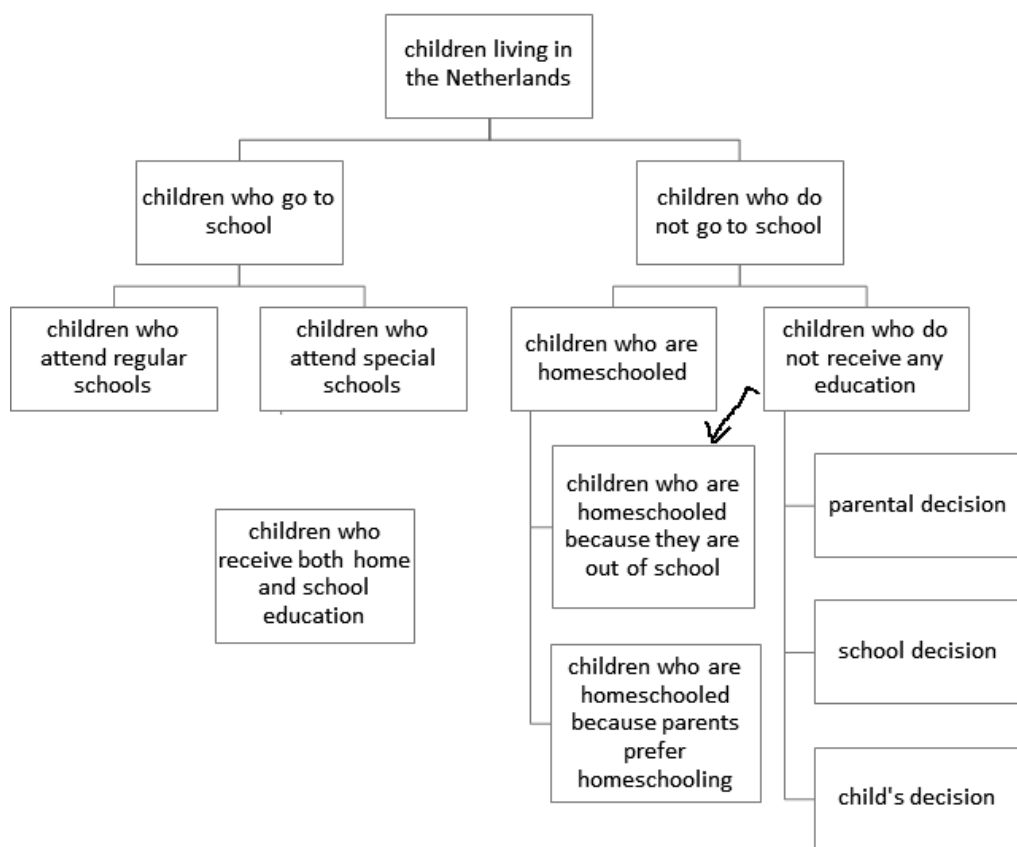 children living in
the Netherlands
children who go to
school
children who do
not go to school
children who
attend regular
schools
children who
attend special
schools
children who are
homeschooled
children who do
not receive any
education
children who are
homeschooled
because they are
out of school
parental decision
children who
receive both home
and school
education
school decision
children who are
homeschooled
because parents
prefer
homeschooling
child's decision